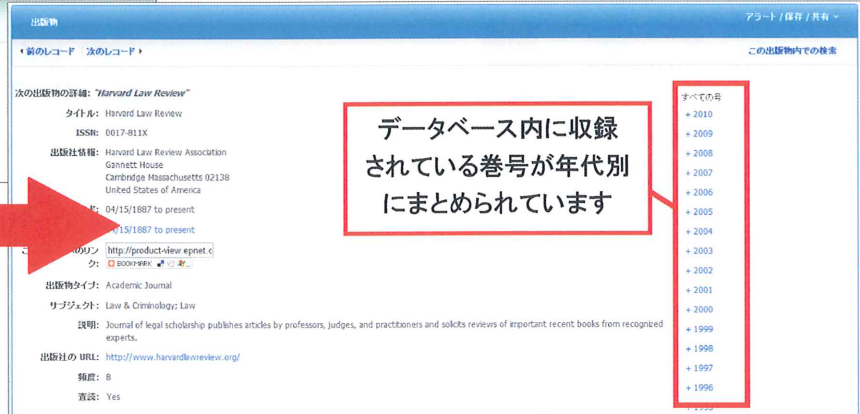 出版物
アラート / 保存 / 共有
前のレコード 次のレコード
この出版物内での検索
次の出版物の詳細: "Harvard Law Review"
タイトル: Harvard Law Review
ISSN: 0017-811X
出版社情報: Harvard Law Review Association
Gannett House
Cambridge Massachusetts 02138
United States of America
04/15/1887 to present
/15/1887 to present
http://product-view.epnet.c
ク: BOOKMARK
出版物タイプ: Academic Journal
サブジェクト: Law & Criminology; Law
説明: Journal of legal scholarship publishes articles by professors, judges, and practitioners and solicits reviews of important recent books from recognized
experts.
出版社の URL: http://www.harvardlawreview.org/
頻度: 8
査読: Yes
データベース内に収録
されている巻号が年代別
にまとめられています
すべての号
+ 2010
+ 2009
+ 2008
+ 2007
+ 2006
+ 2005
+ 2004
+ 2003
+ 2002
+ 2001
+ 2000
+ 1999
+ 1998
+ 1997
+ 1996